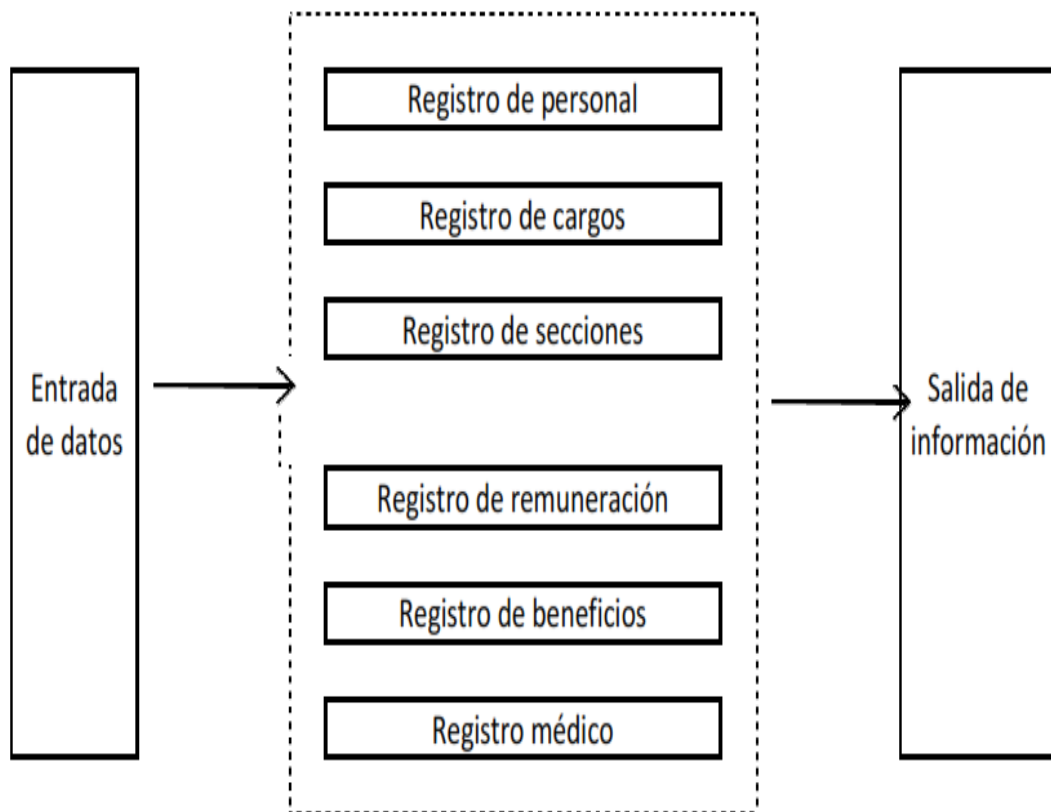 Entrada
de datos
Registro de personal
Registro de cargos
Registro de secciones
Registro de remuneración
Registro de beneficios
Registro médico
Salida de
información